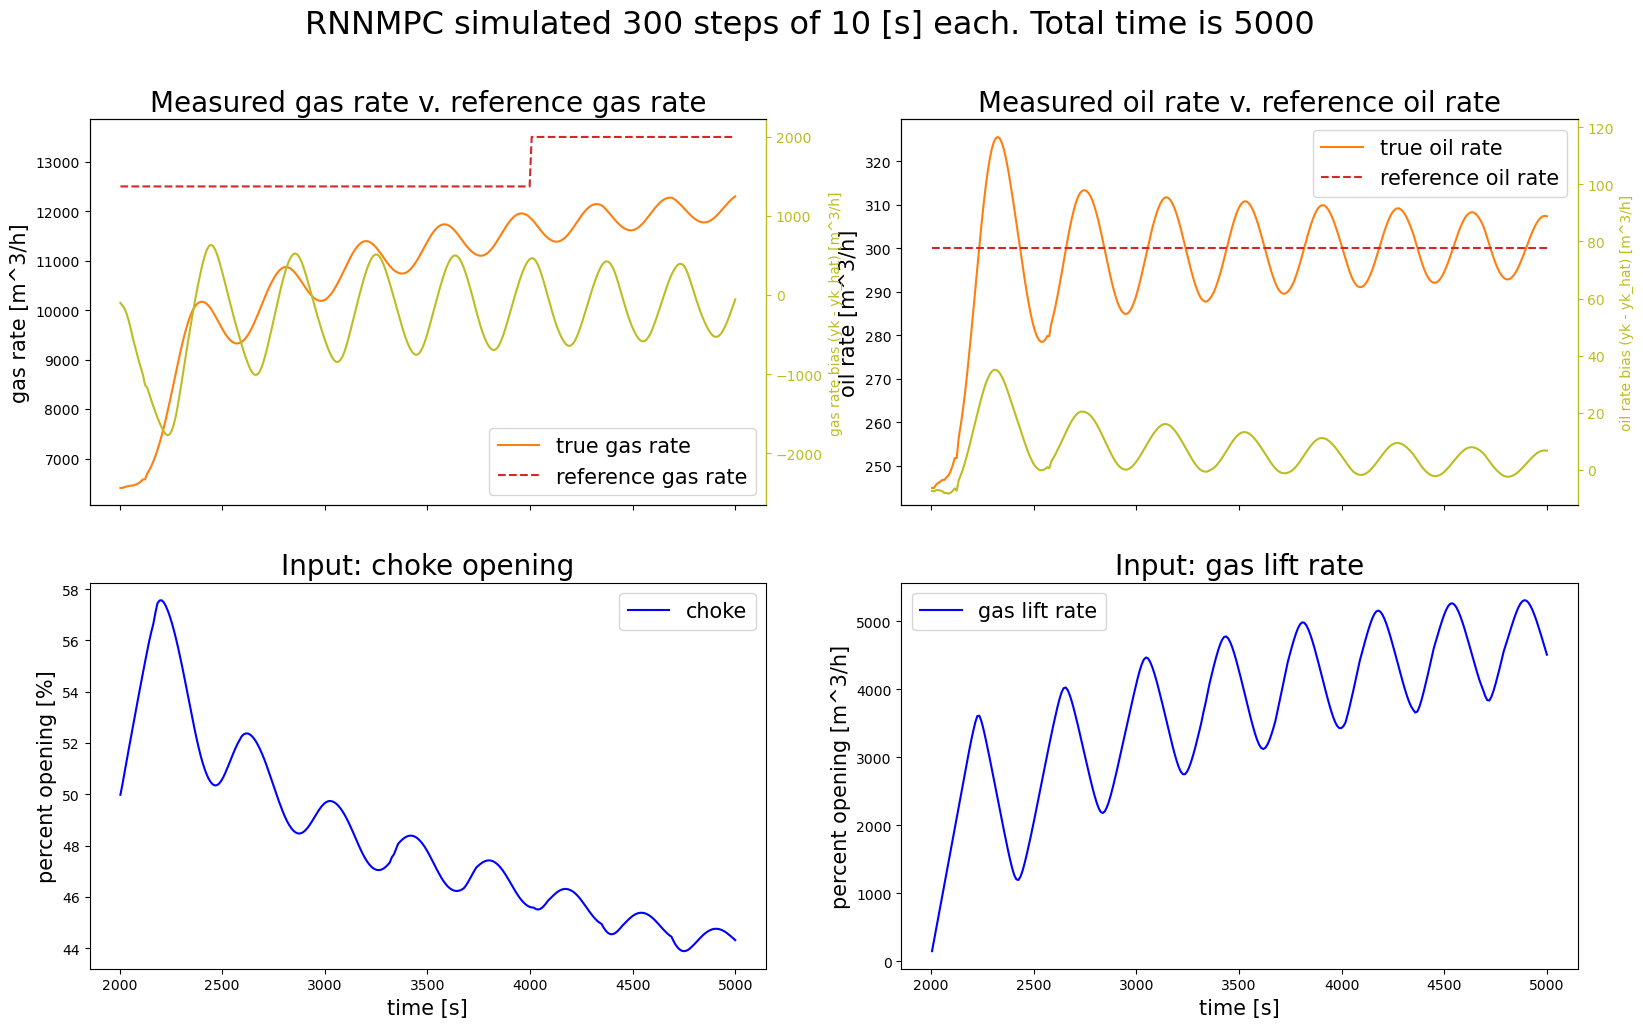 RNNMPC simulated 300 steps of 10 [s] each. Total time is 5000
Measured gas rate v. reference gas rate
gas rate [m^3/h]
13000
12000
11000
10000
9000
8000
7000
2000
1000
0
−1000
−2000
gas rate bias (yk - yk_hat) [m^3/h]
true gas rate
reference gas rate
Measured oil rate v. reference oil rate
oil rate [m^3/h]
320
310
300
290
280
270
260
250
120
100
80
60
40
20
0
oil rate bias (yk - yk_hat) [m^3/h]
true oil rate
reference oil rate
Input: choke opening
percent opening [%]
58
56
54
52
50
48
46
44
choke
2000 2500 3000 3500 4000 4500 5000
time [s]
Input: gas lift rate
percent opening [m^3/h]
5000
4000
3000
2000
1000
0
gas lift rate
2000 2500 3000 3500 4000 4500 5000
time [s]